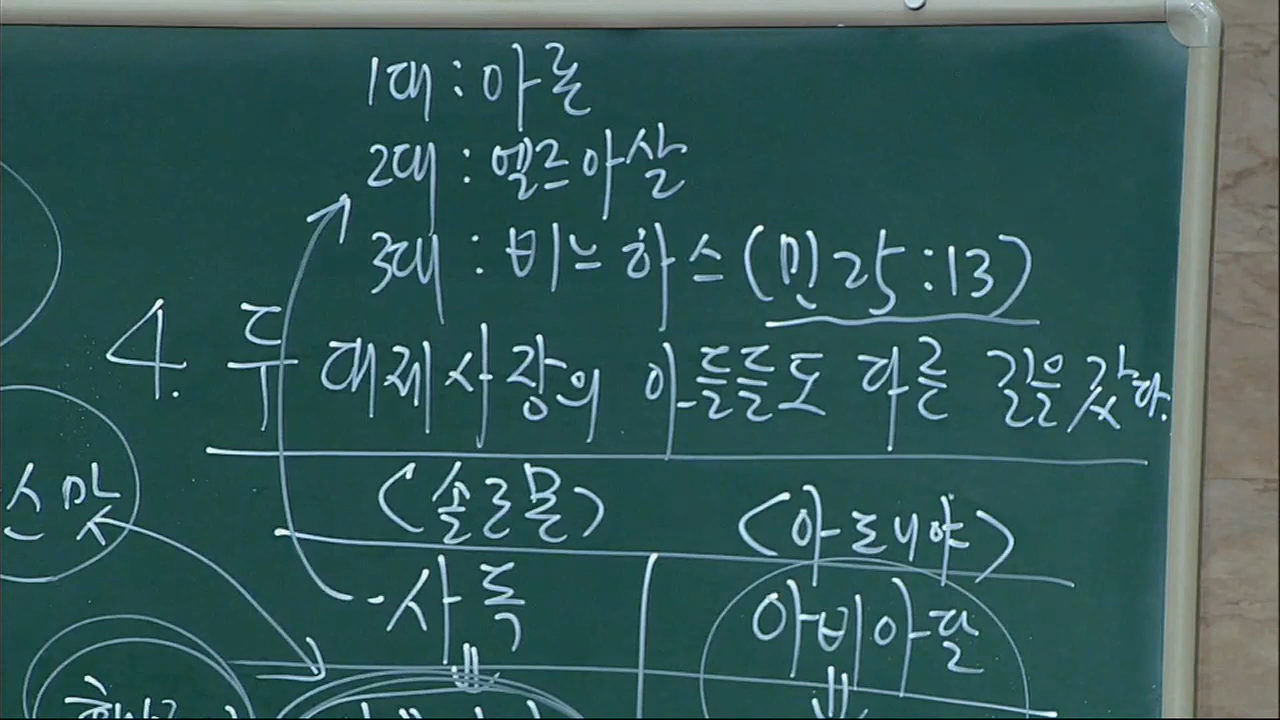 1대 : 아론
2대 : 엘르아살
3대 : 비느하스 (민 25:13)
4. 두 대제사장의 아들들도 다른 길을 갔다.
<솔로몬> <아도니야>
·사독 아비아달